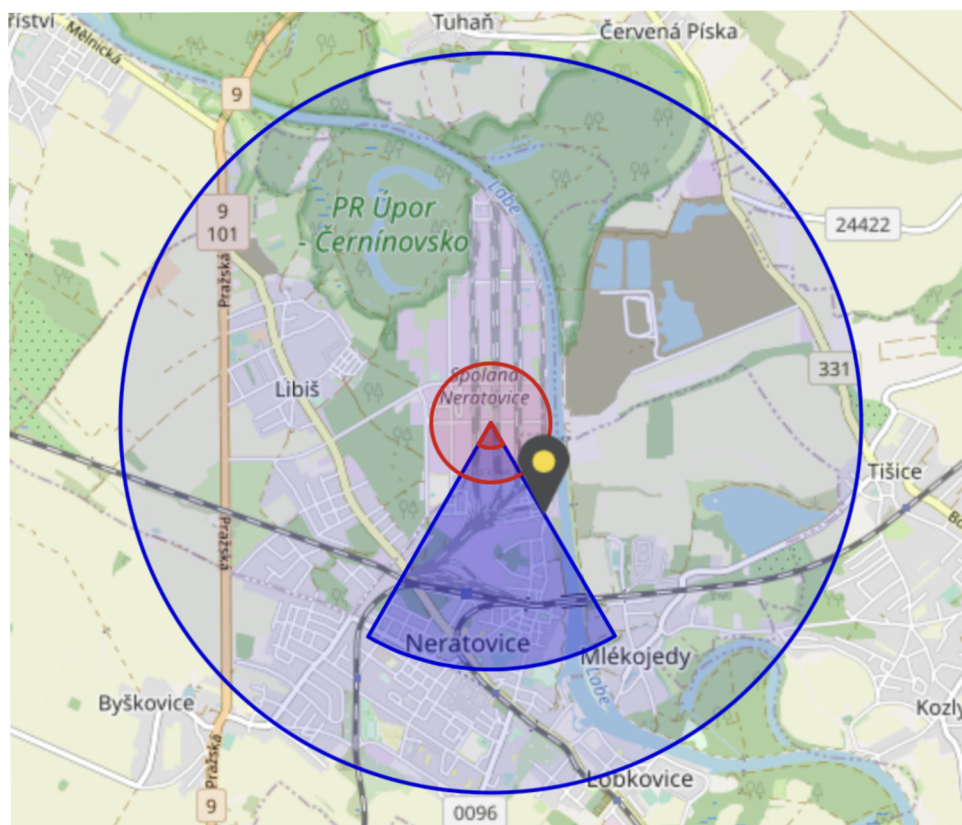 Tuhaň
Červená Píska
Mělnická
9
Labe
PR Úpor
- Černínovsko
9
101
24422
Pražská
Spolana
Neratovice
331
Libiš
Tišice
Pražská
Neratovice
Mlékojedy
Labe
Byškovice
Kozly
Pražská
Lobkovice
9
0096